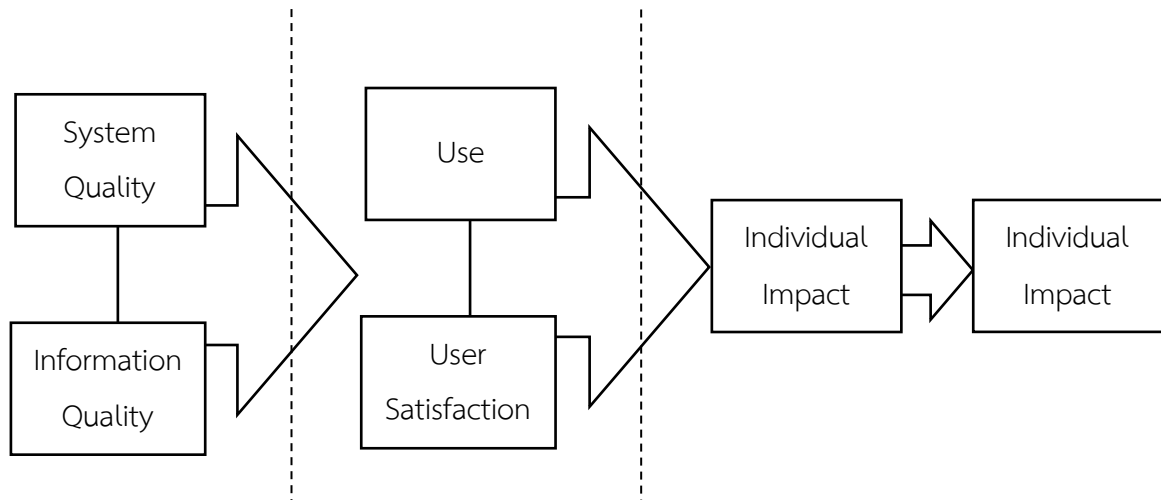 System
Quality
Information
Quality
Use
User
Satisfaction
Individual
Impact
Individual
Impact